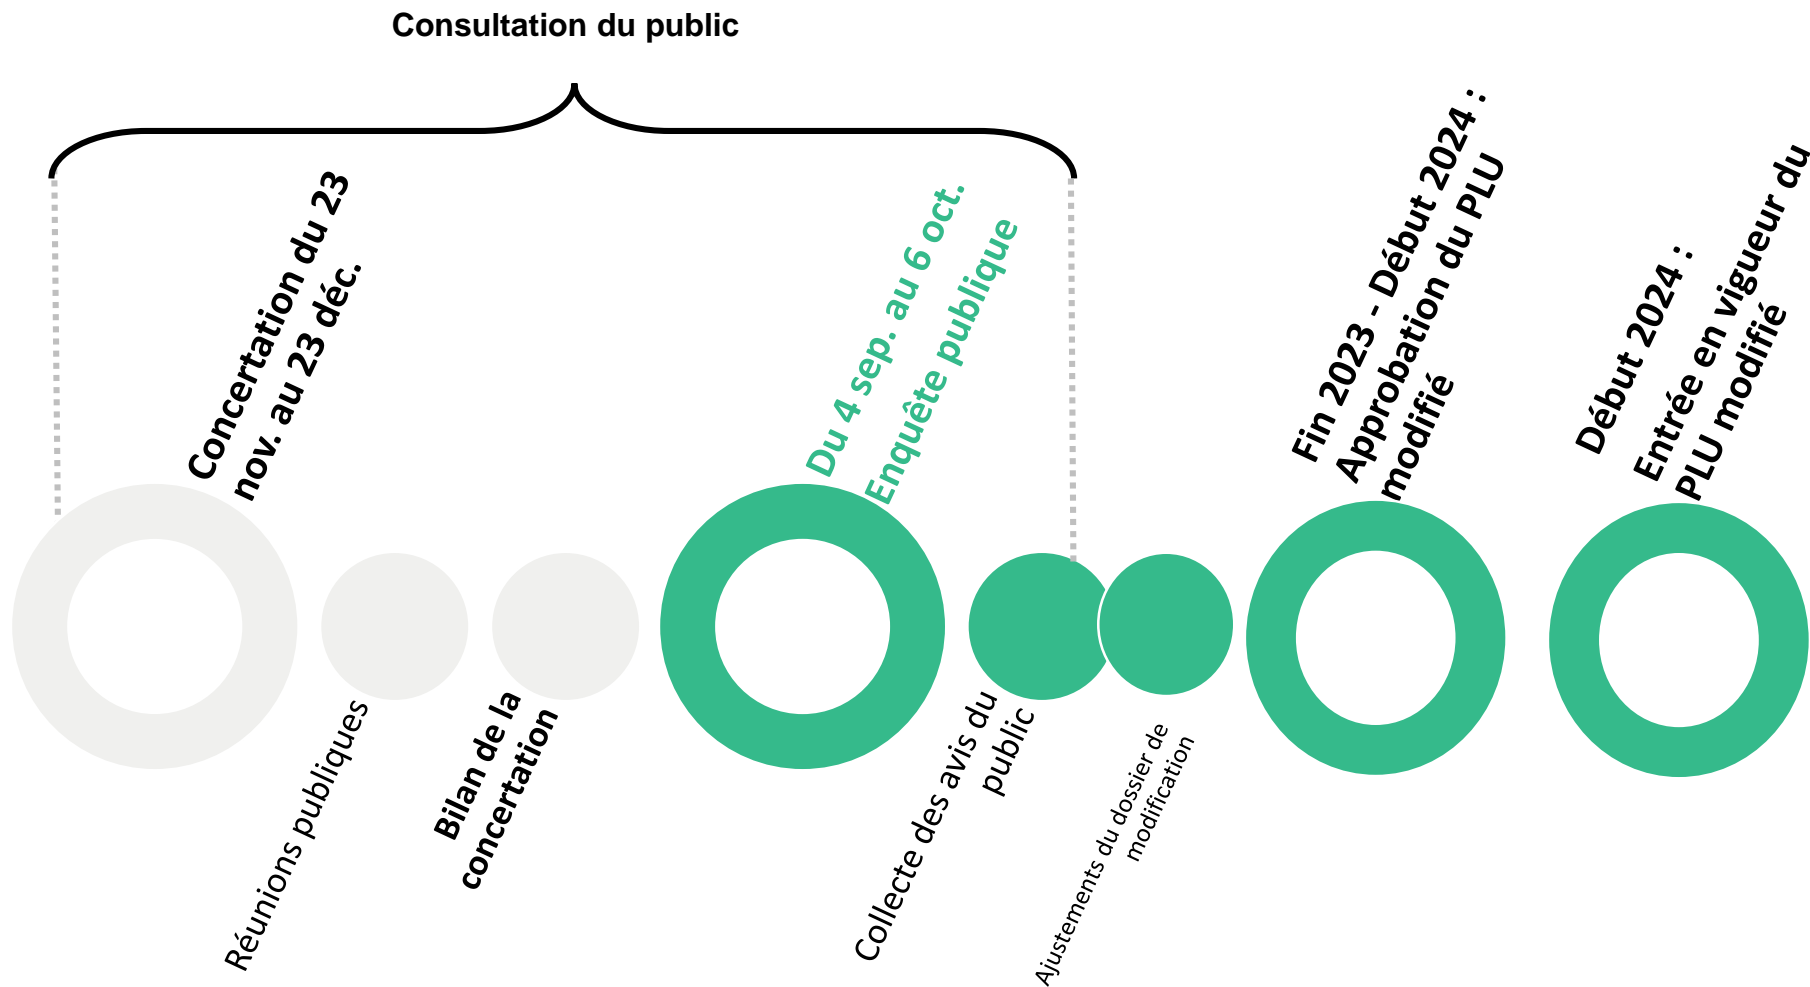 Consultation du public
Concertation du 23
nov. au 23 déc.
Réunions publiques
Bilan de la
concertation
Du 4 sep. au 6 oct.
Enquête publique
Collecte des avis du
public
Ajustements du dossier de
modification
Fin 2023 - Début 2024 :
Approbation du PLU
modifié
Début 2024 :
Entrée en vigueur du
PLU modifié